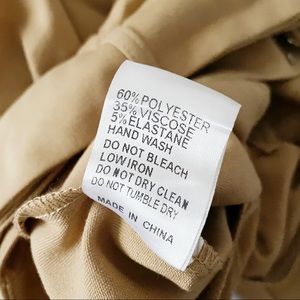 60% POLYESTER
35% VISCOSE
5% ELASTANE
HAND WASH
DO NOT BLEACH
LOW IRON
DO NOT DRY CLEAN
DO NOT TUMBLE DRY
MADE IN CHINA